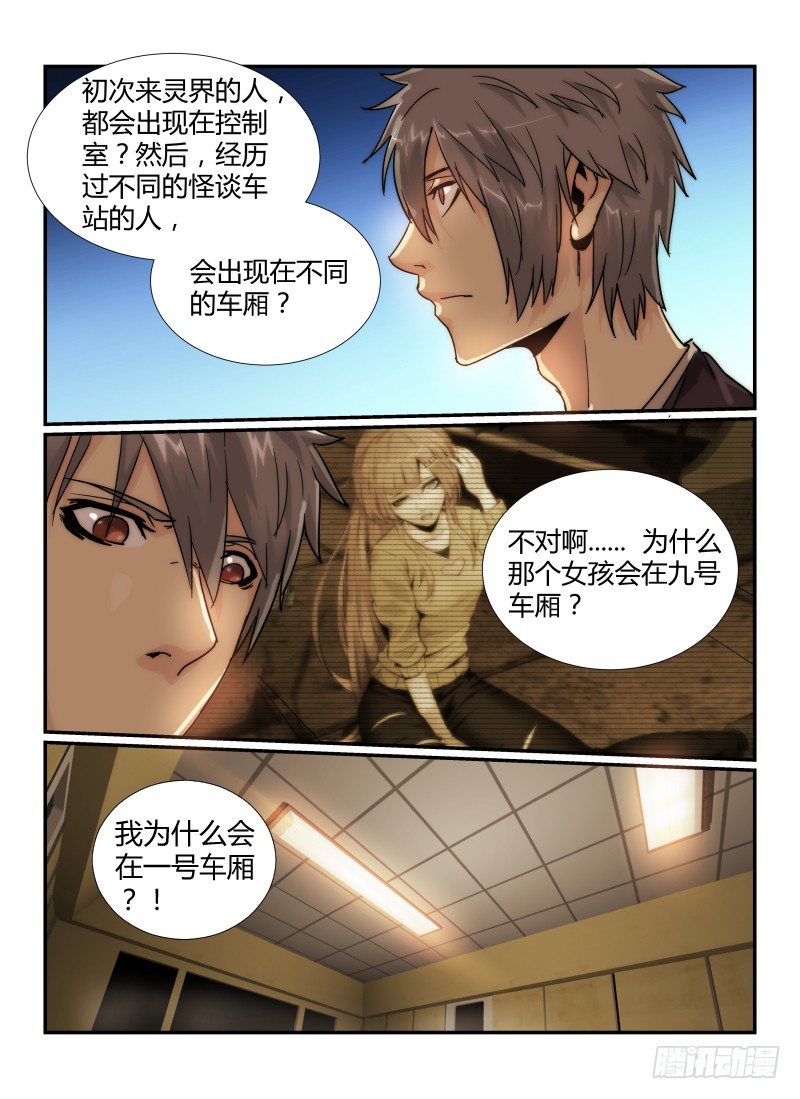 初次来灵界的人，
都会出现在控制
室？然后，经历
过不同的怪谈车
站的人，
会出现在不同
的车厢？
不对啊…… 为什么
那个女孩会在九号
车厢？
我为什么会
在一号车厢
？！
腾讯动漫